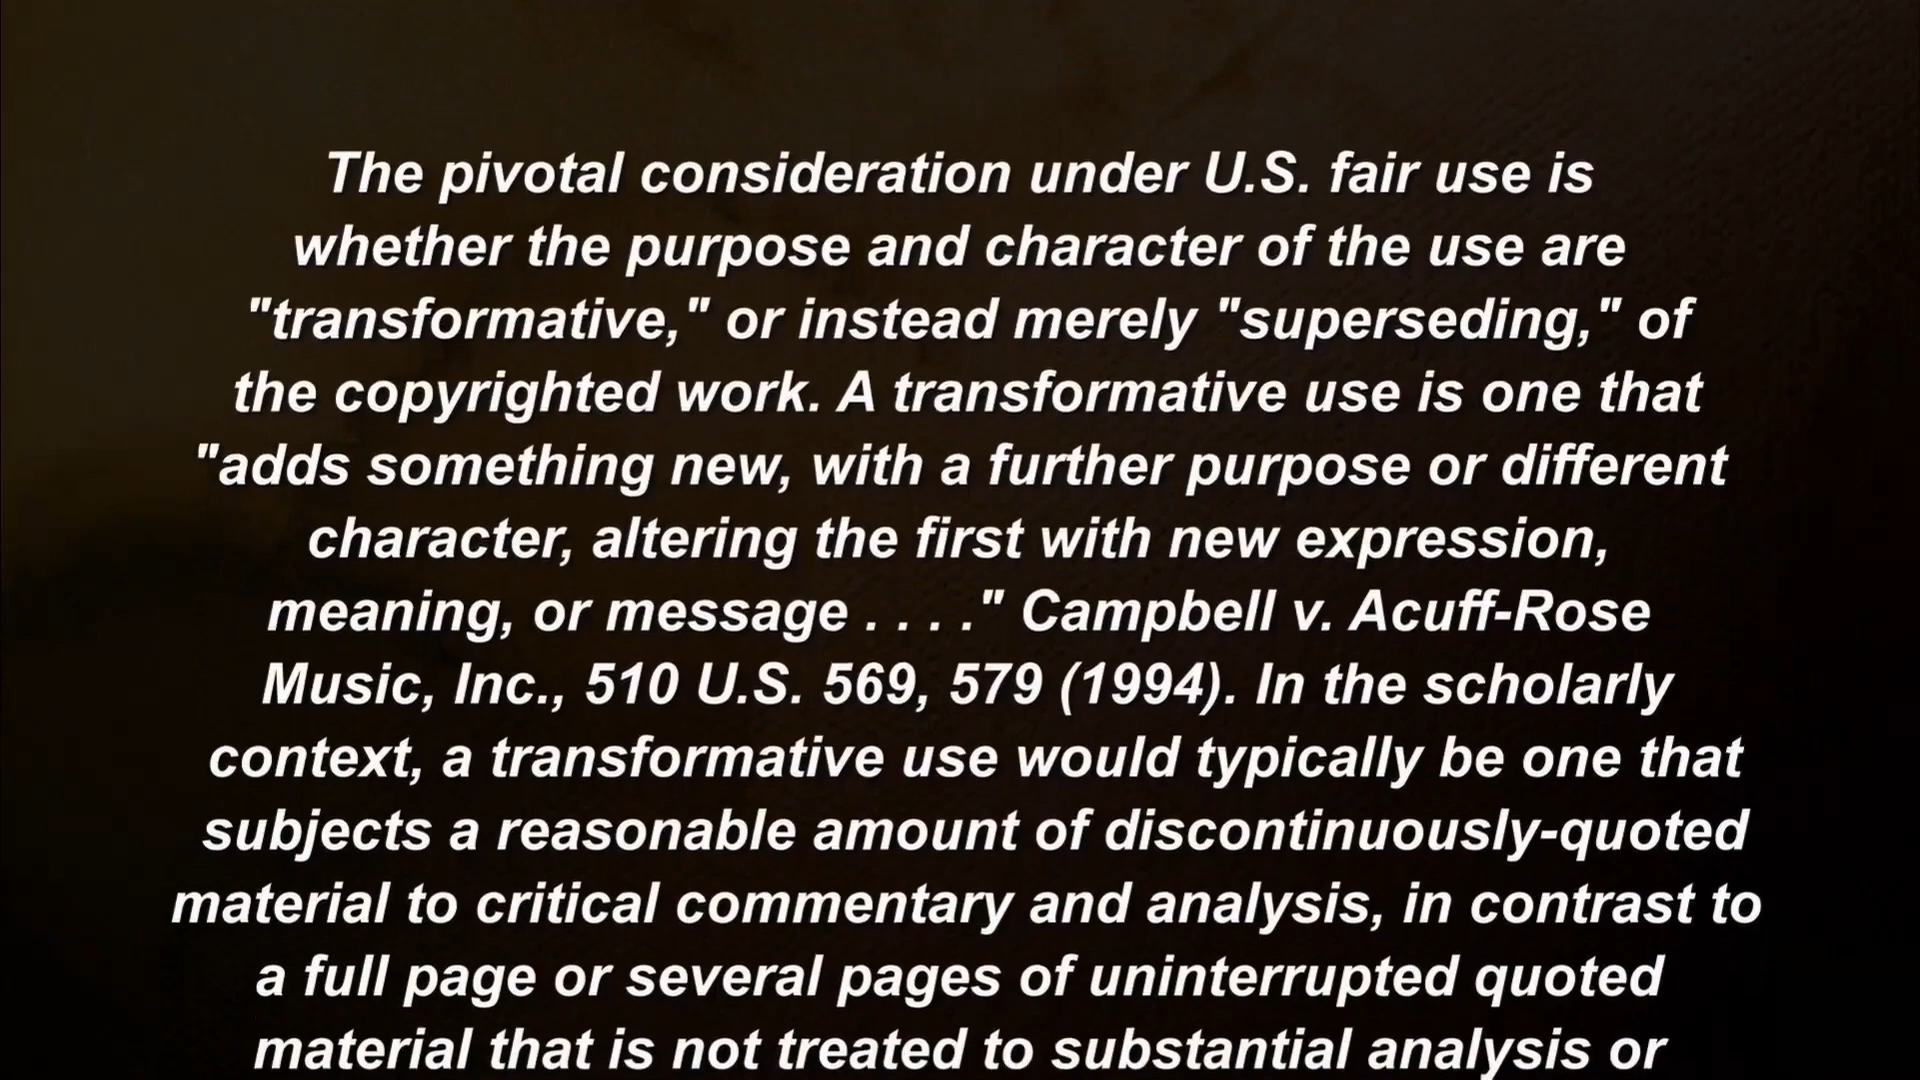 The pivotal consideration under U.S. fair use is
whether the purpose and character of the use are
"transformative," or instead merely "superseding," of
the copyrighted work. A transformative use is one that
"adds something new, with a further purpose or different
character, altering the first with new expression,
meaning, or message . . . ." Campbell v. Acuff-Rose
Music, Inc., 510 U.S. 569, 579 (1994). In the scholarly
context, a transformative use would typically be one that
subjects a reasonable amount of discontinuously-quoted
material to critical commentary and analysis, in contrast to
a full page or several pages of uninterrupted quoted
material that is not treated to substantial analysis or